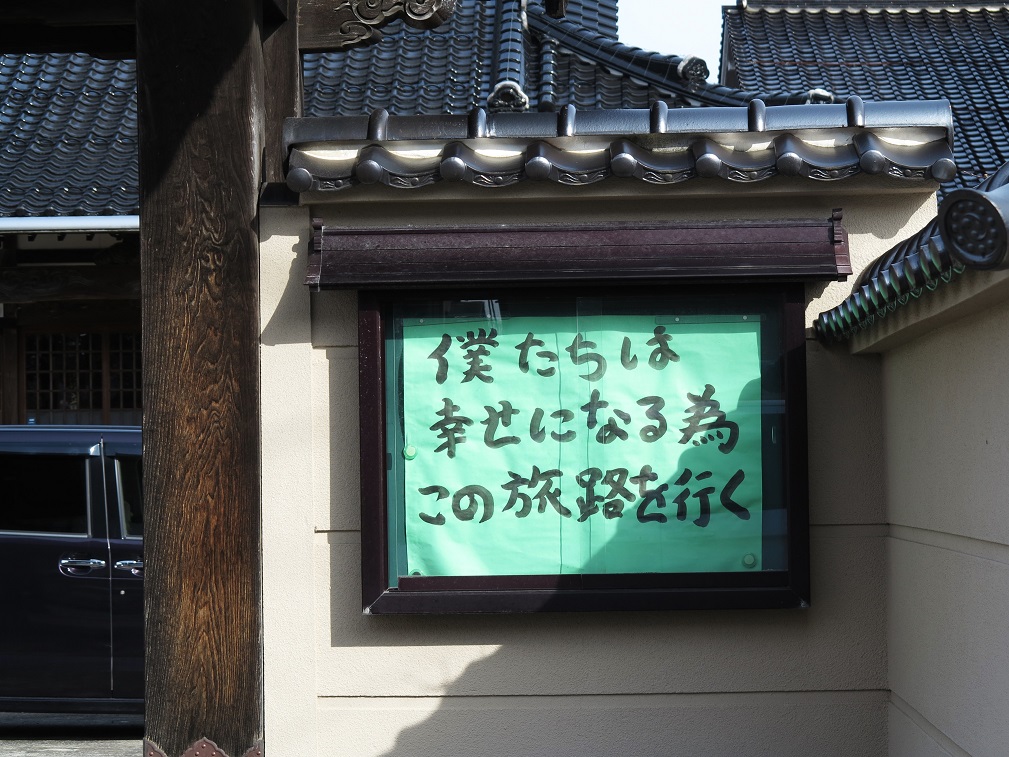 僕たちは
幸せになる為
この旅路を行く